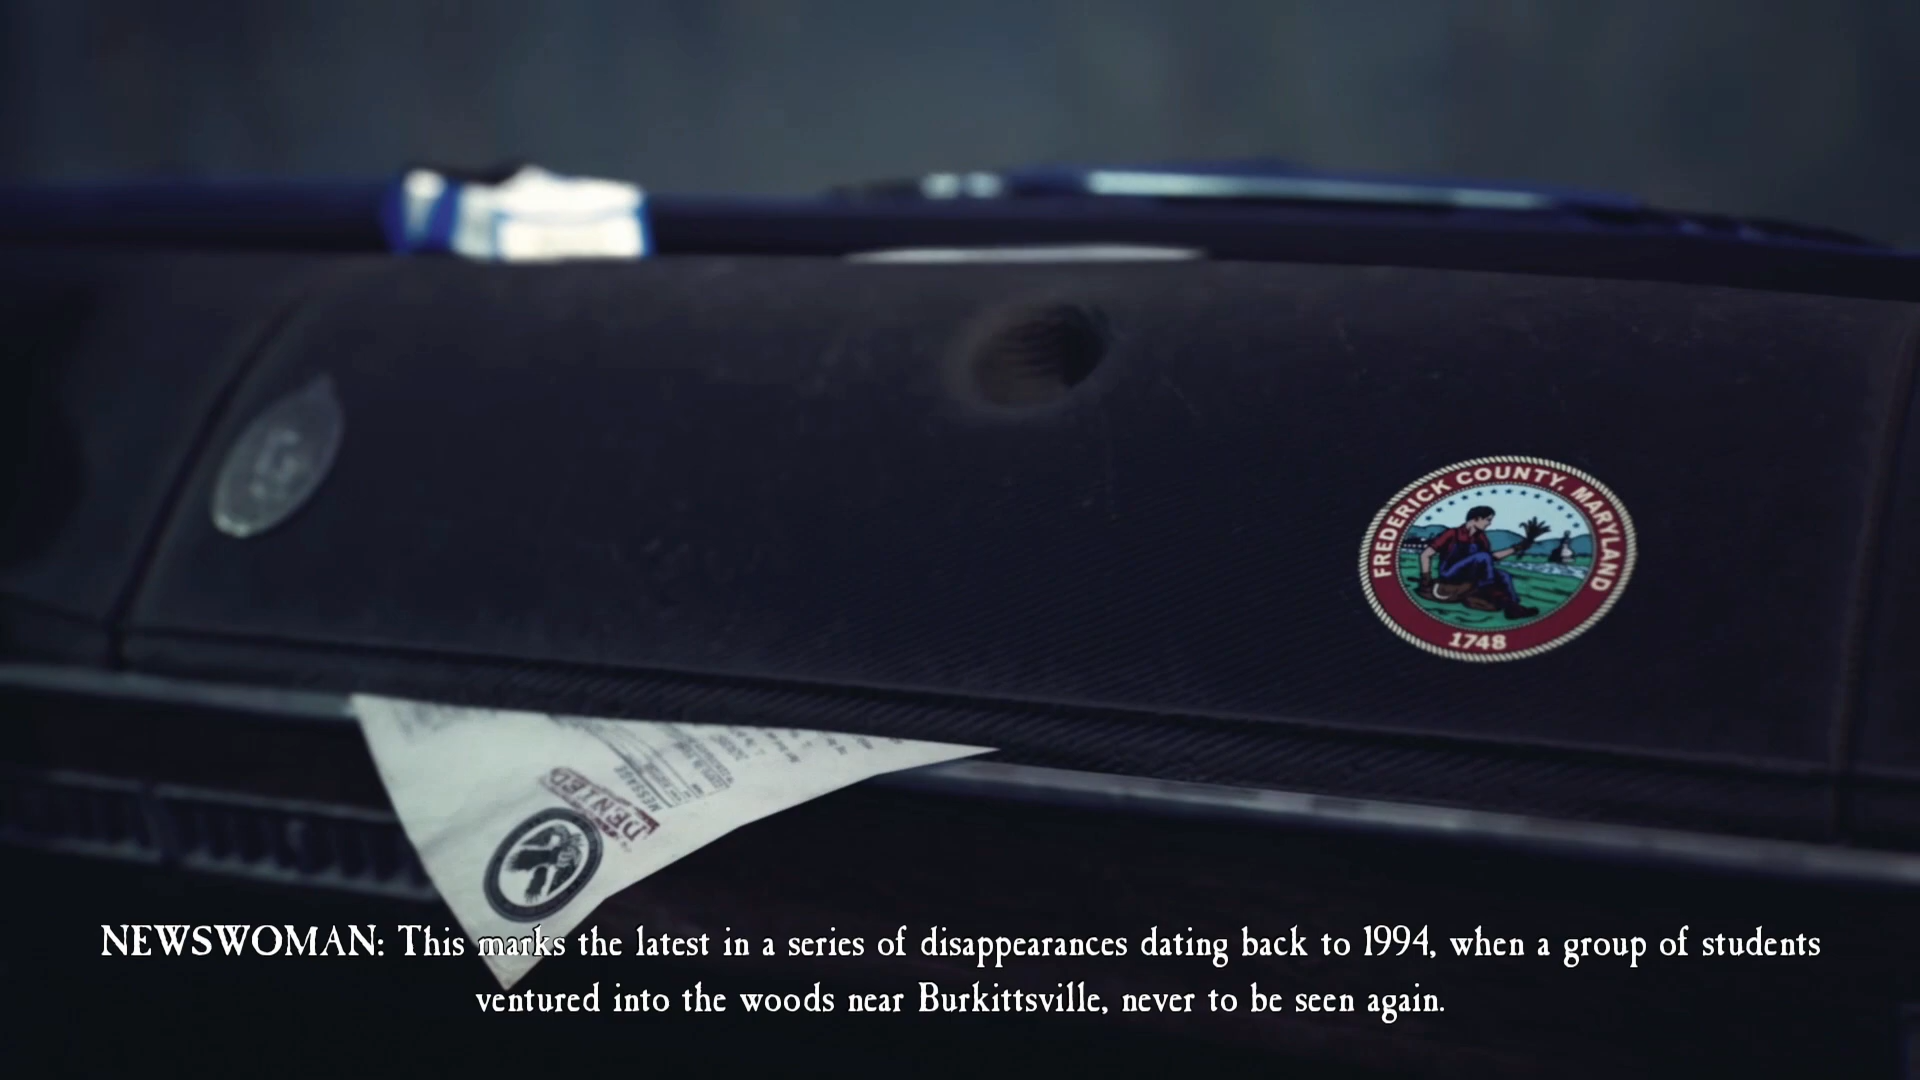 FREDERICK COUNTY, MARYLAND
1748
DENIED
MESSAGE
NEWSWOMAN: This marks the latest in a series of disappearances dating back to 1994, when a group of students
ventured into the woods near Burkittsville, never to be seen again.